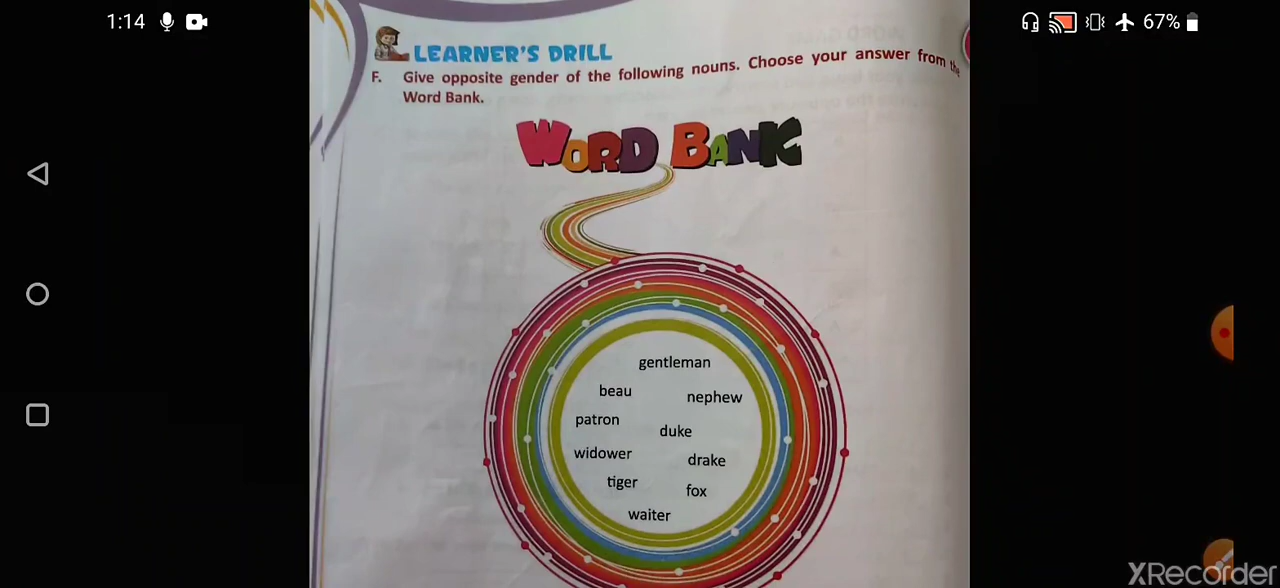 1:14
67%
LEARNER'S DRILL
F. Give opposite gender of the following nouns. Choose your answer from the
Word Bank.
WORD BANK
gentleman
beau
nephew
patron
duke
widower
drake
tiger
fox
waiter
XRecorder